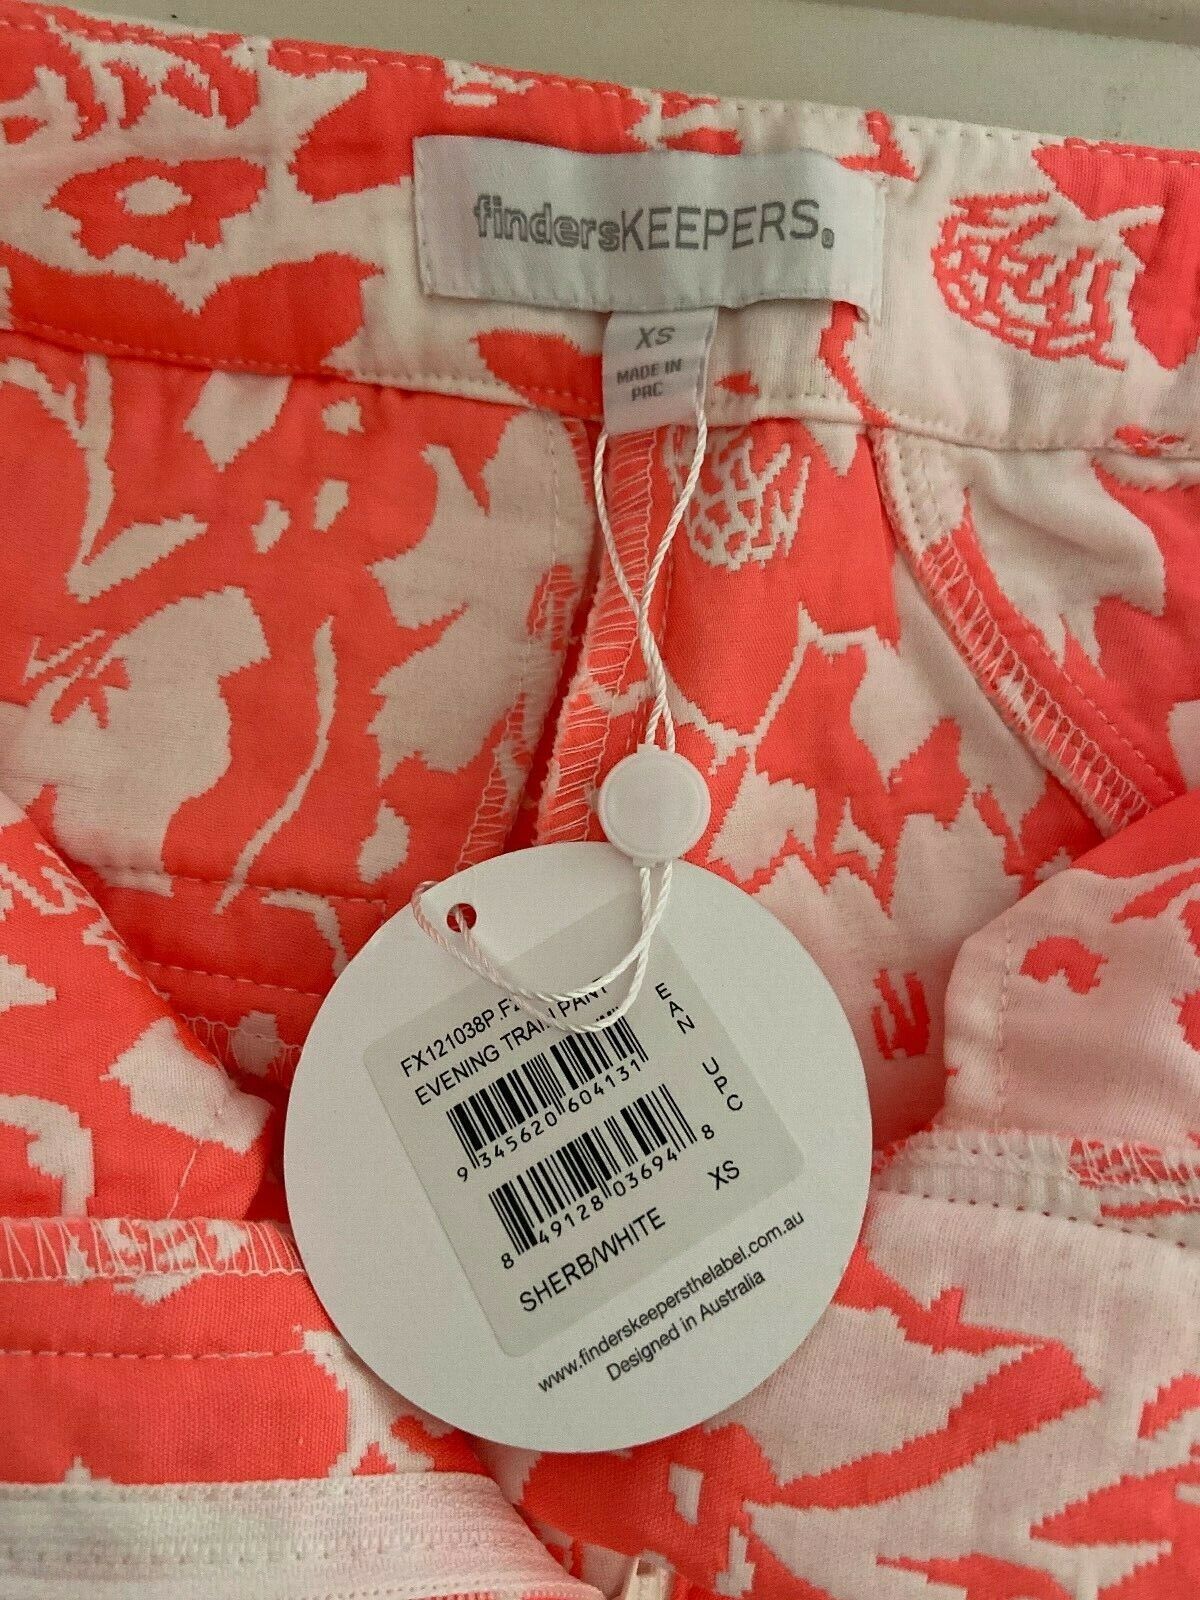 findersKEEPERS.
XS
MADE IN
PRC
FX121038P
EVENING TRAIN PANT
EAN
9 345620 604131
UPC
8 49128 03694 8
SHERB/WHITE
XS
www.finderskeepersthelabel.com.au
Designed in Australia